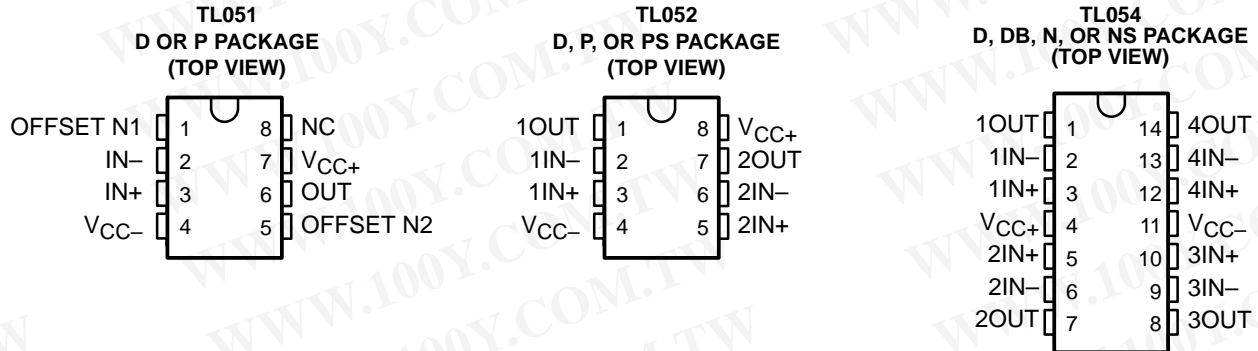 TL051
D OR P PACKAGE
(TOP VIEW)
OFFSET N1 1 8 NC
IN– 2 7 VCC+
IN+ 3 6 OUT
VCC– 4 5 OFFSET N2
TL052
D, P, OR PS PACKAGE
(TOP VIEW)
1OUT 1 8 VCC+
1IN– 2 7 2OUT
1IN+ 3 6 2IN–
VCC– 4 5 2IN+
TL054
D, DB, N, OR NS PACKAGE
(TOP VIEW)
1OUT 1 14 4OUT
1IN– 2 13 4IN–
1IN+ 3 12 4IN+
VCC+ 4 11 VCC–
2IN+ 5 10 3IN+
2IN– 6 9 3IN–
2OUT 7 8 3OUT
WWW.100Y.COM.TW